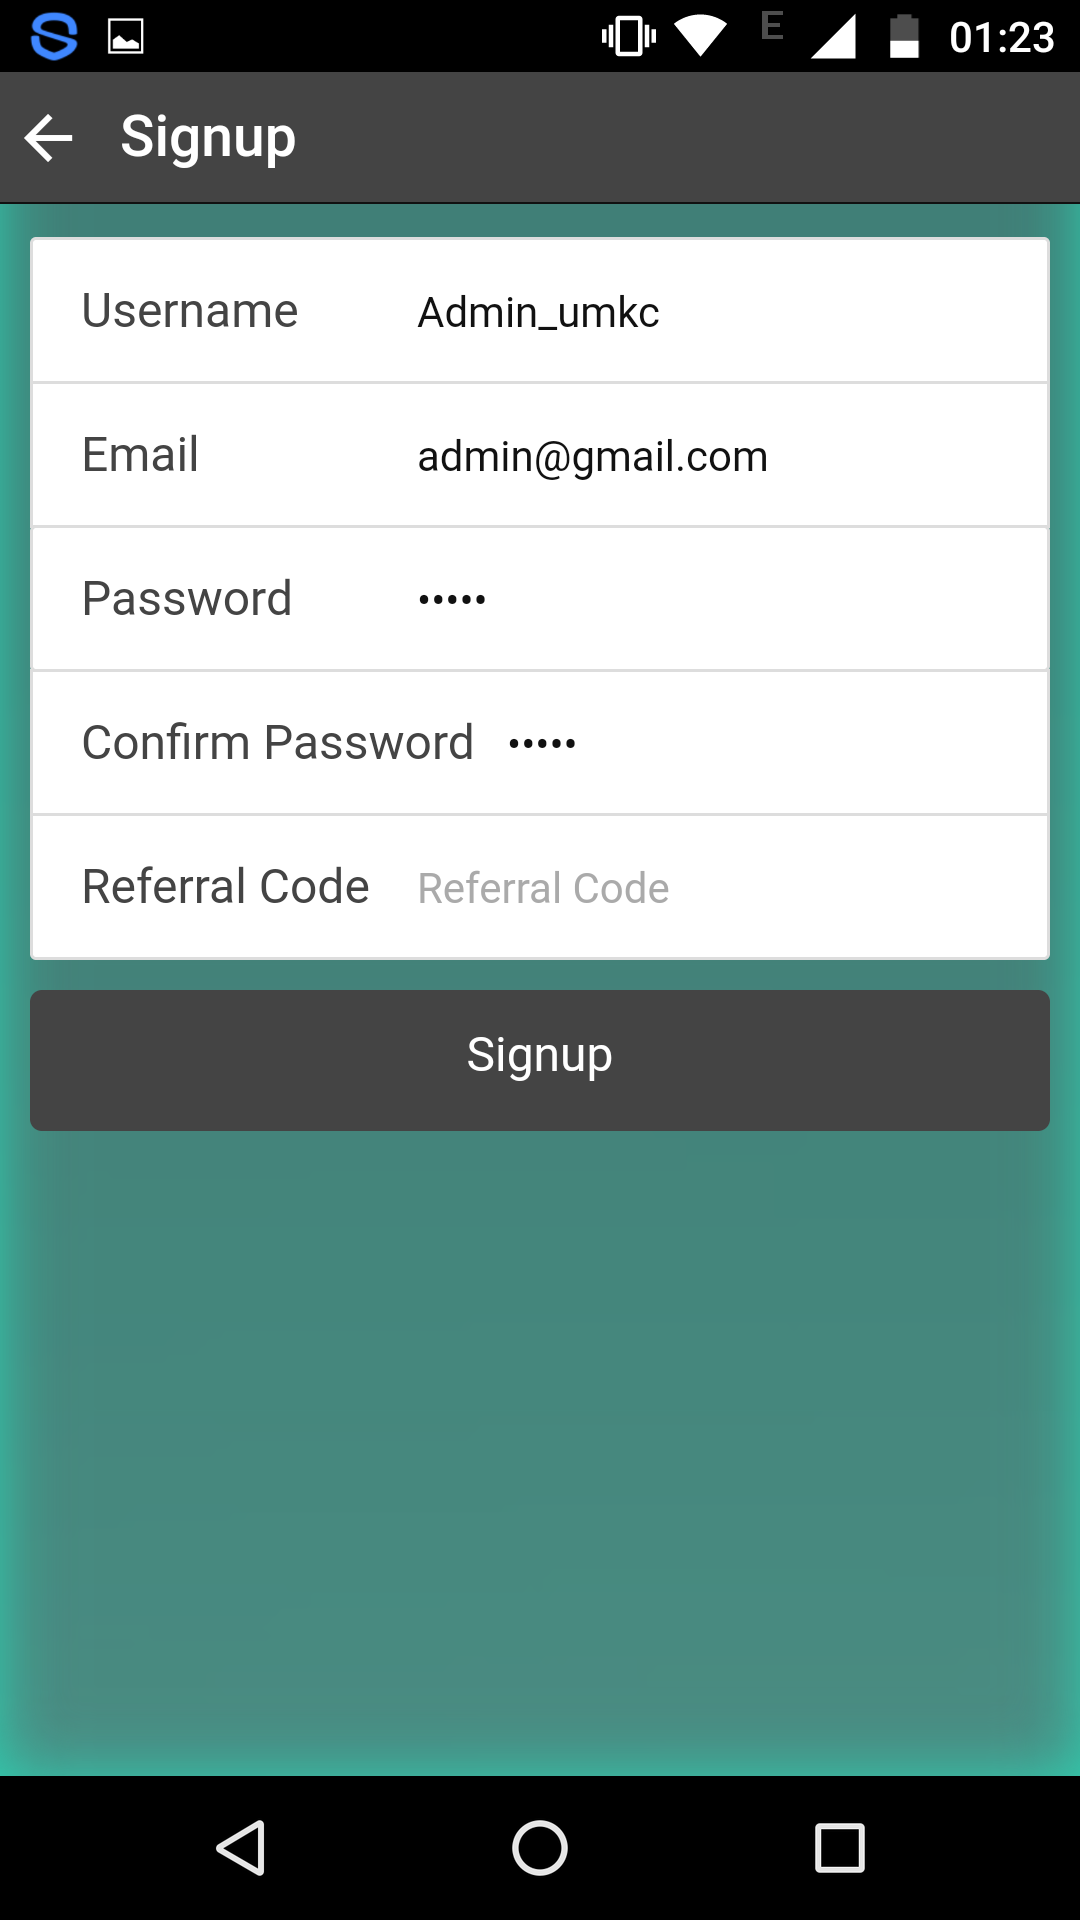 E 01:23
Signup
Username Admin_umkc
Email admin@gmail.com
Password •••••
Confirm Password •••••
Referral Code Referral Code
Signup